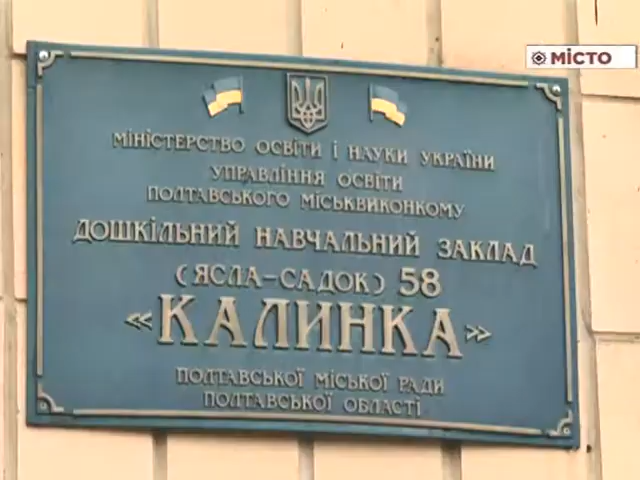 МІСТО
МІНІСТЕРСТВО ОСВІТИ І НАУКИ УКРАЇНИ
УПРАВЛІННЯ ОСВІТИ
ПОЛТАВСЬКОГО МІСЬКВИКОНКОМУ
ДОШКІЛЬНИЙ НАВЧАЛЬНИЙ ЗАКЛАД
(ЯСЛА-САДОК) 58
«КАЛИНКА»
ПОЛТАВСЬКОЇ МІСЬКОЇ РАДИ
ПОЛТАВСЬКОЇ ОБЛАСТІ